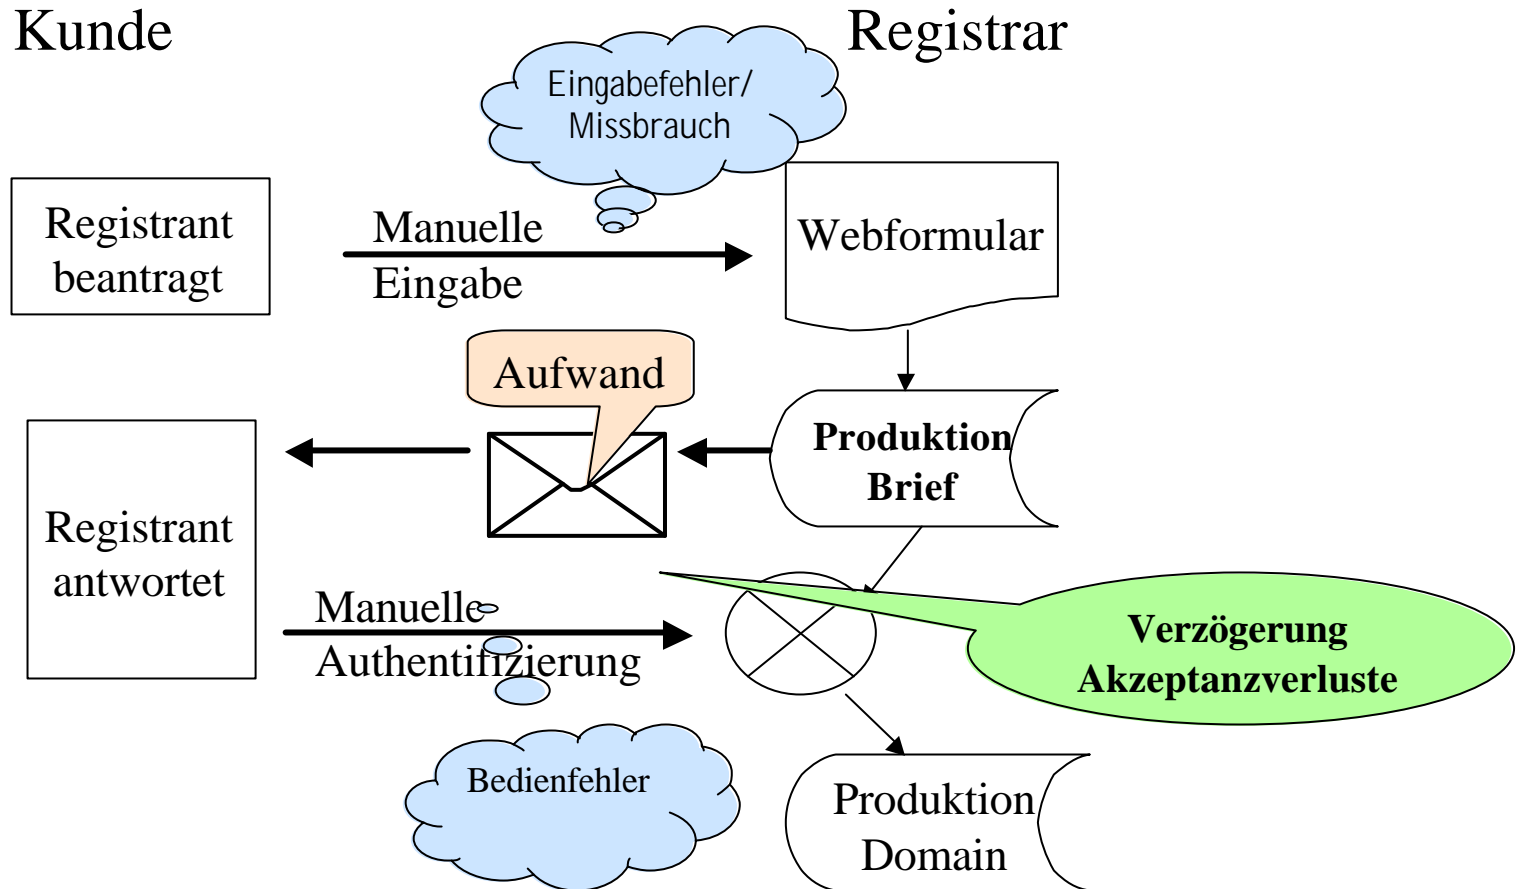 Kunde
Registrar
Eingabefehler/
Missbrauch
Registrant
beantragt
Manuelle
Eingabe
Webformular
Aufwand
Produktion
Brief
Registrant
antwortet
Manuelle
Authentifizierung
Verzögerung
Akzeptanzverluste
Bedienfehler
Produktion
Domain